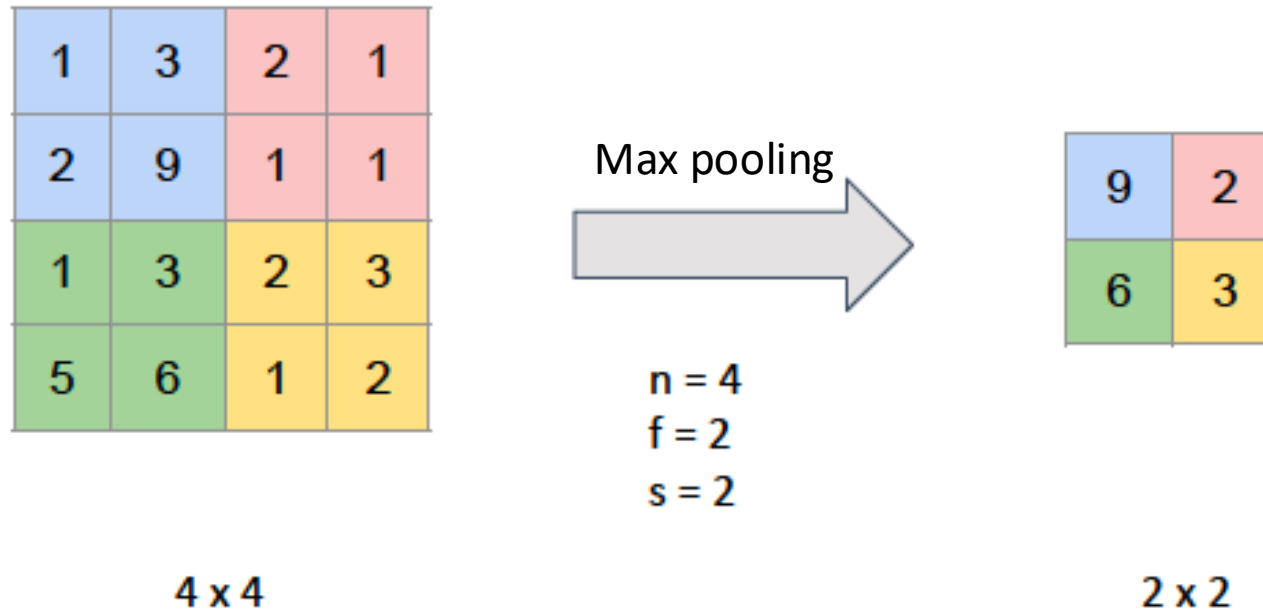 1 3 2 1
2 9 1 1
1 3 2 3
5 6 1 2
Max pooling
n = 4
f = 2
s = 2
9 2
6 3
4 x 4
2 x 2